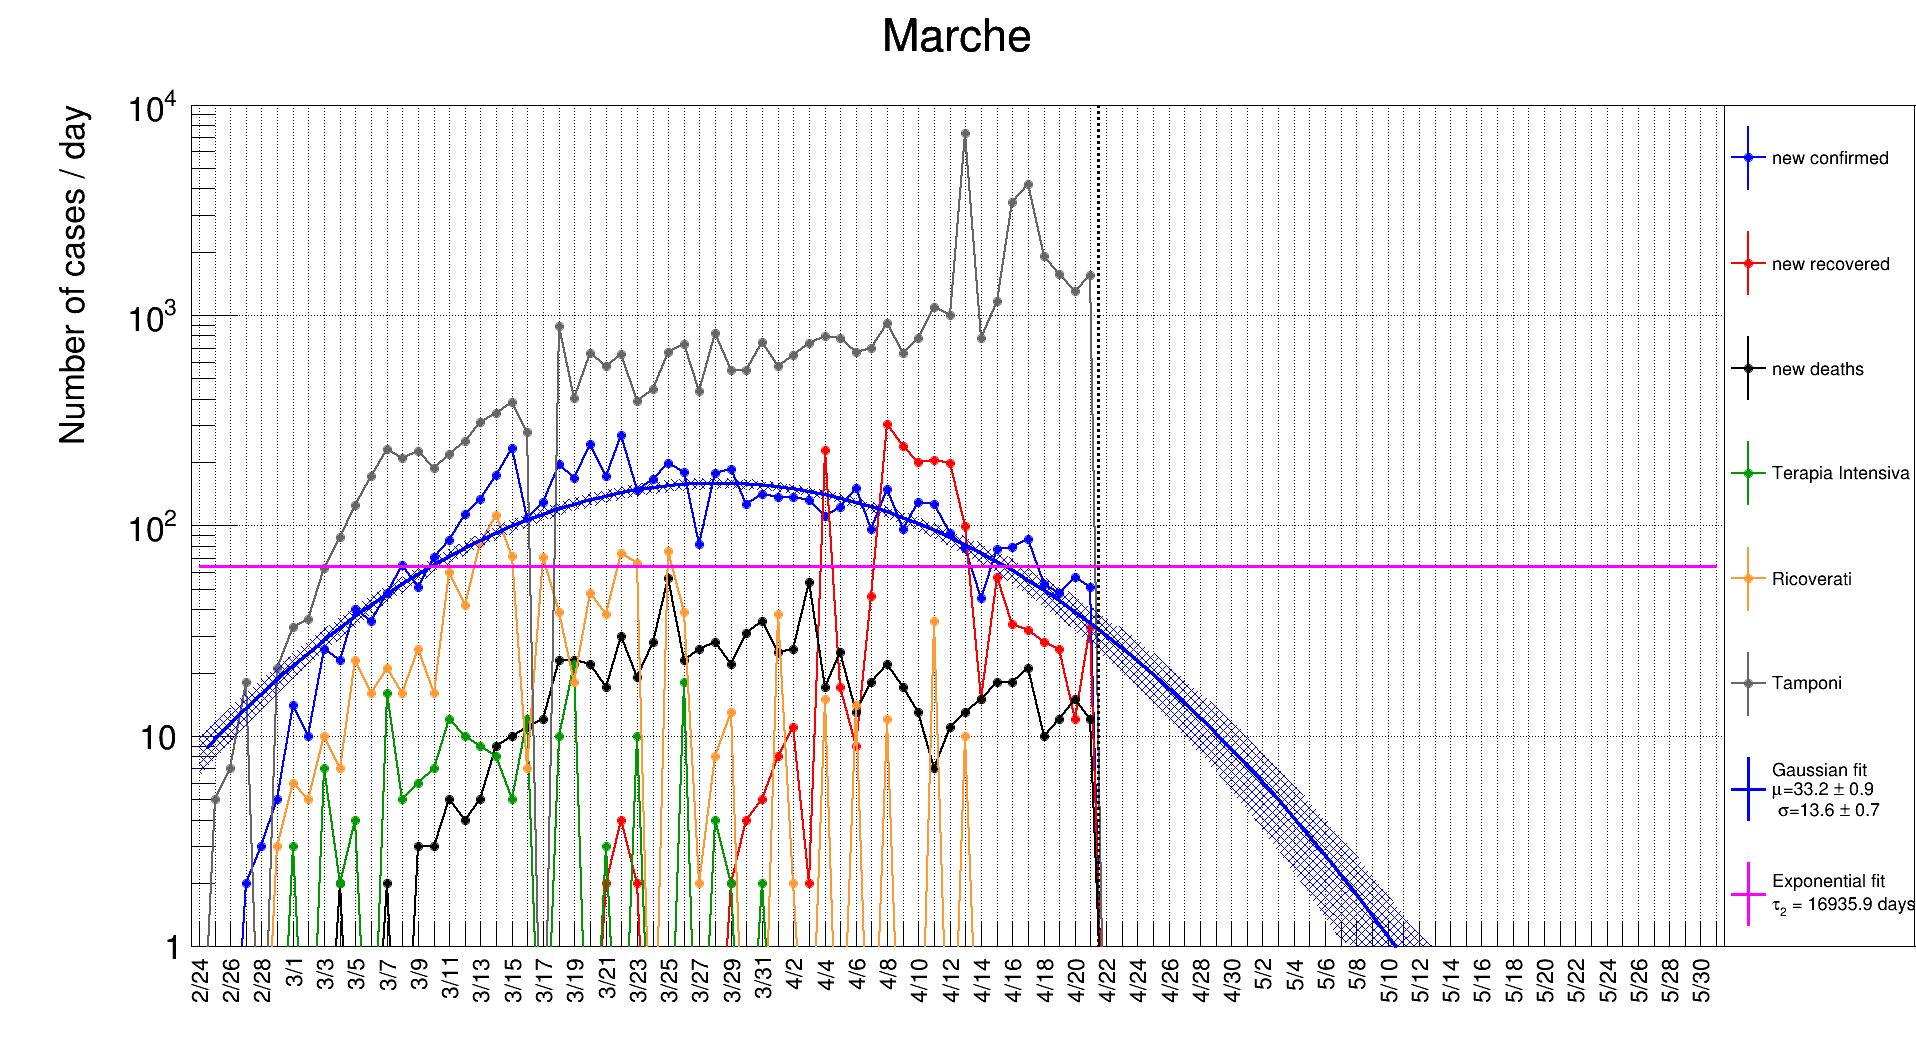 Marche
Number of cases / day
10⁴
10³
10²
10
1
2/24 2/26 2/28 3/1 3/3 3/5 3/7 3/9 3/11 3/13 3/15 3/17 3/19 3/21 3/23 3/25 3/27 3/29 3/31 4/2 4/4 4/6 4/8 4/10 4/12 4/14 4/16 4/18 4/20 4/22 4/24 4/26 4/28 4/30 5/2 5/4 5/6 5/8 5/10 5/12 5/14 5/16 5/18 5/20 5/22 5/24 5/26 5/28 5/30
new confirmed
new recovered
new deaths
Terapia Intensiva
Ricoverati
Tamponi
Gaussian fit
μ=33.2 ± 0.9
σ=13.6 ± 0.7
Exponential fit
τ₂ = 16935.9 days